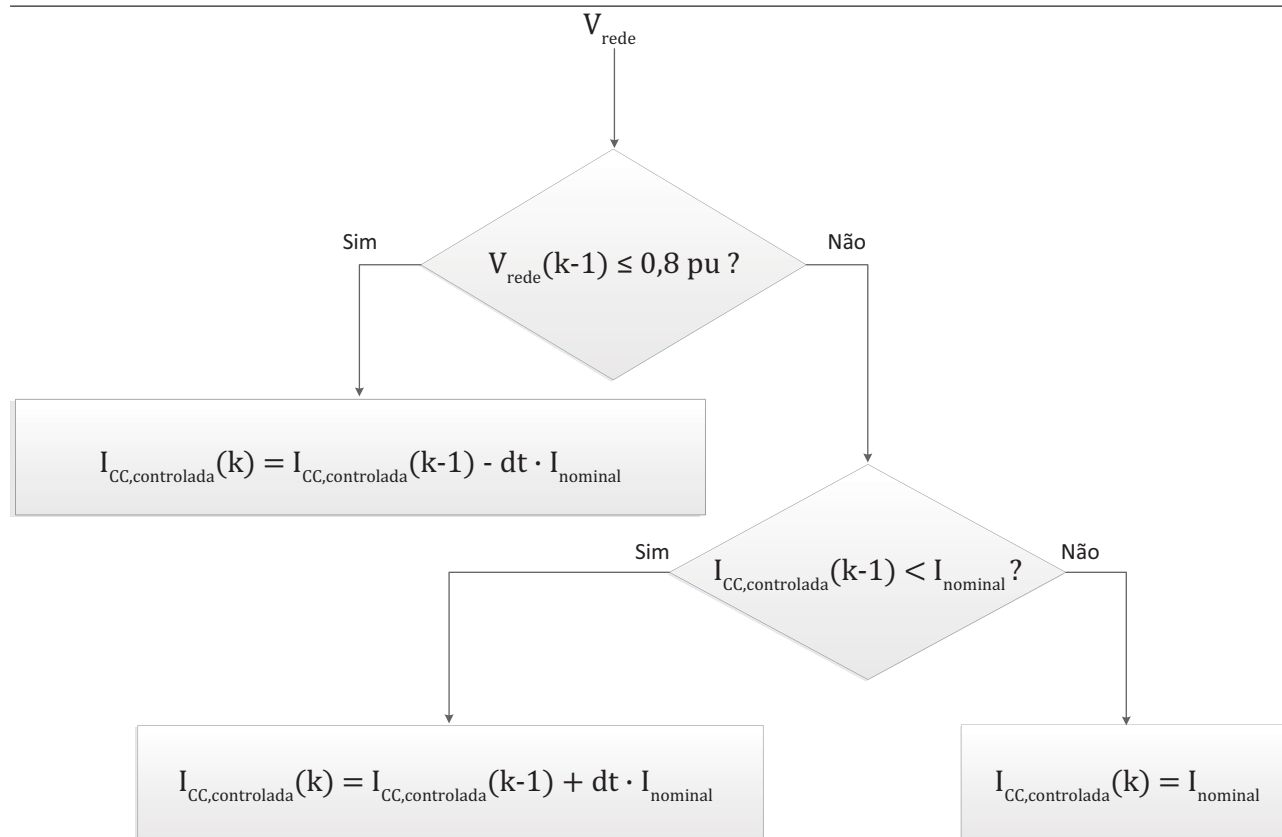 V_rede
Sim
Não
V_rede(k-1) ≤ 0,8 pu ?
I_CC,controlada(k) = I_CC,controlada(k-1) - dt · I_nominal
Sim
Não
I_CC,controlada(k-1) < I_nominal?
I_CC,controlada(k) = I_CC,controlada(k-1) + dt · I_nominal
I_CC,controlada(k) = I_nominal